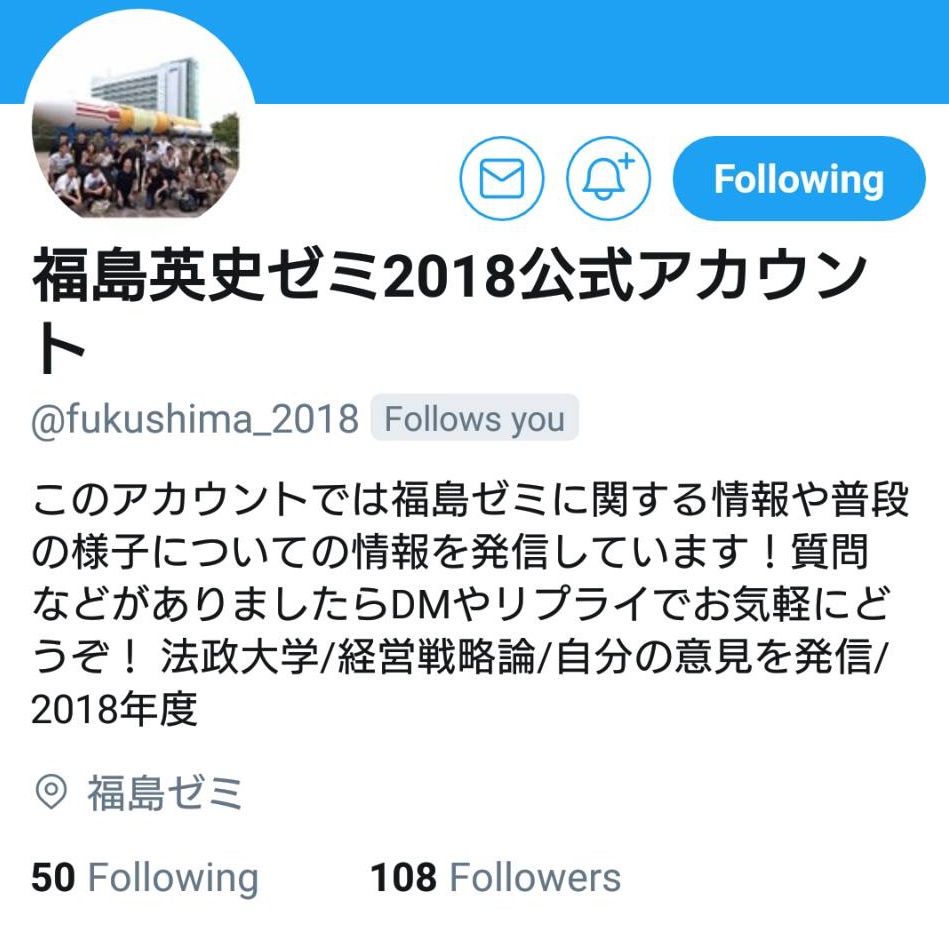 Following
福島英史ゼミ2018公式アカウン
ト
@fukushima_2018 Follows you
このアカウントでは福島ゼミに関する情報や普段
の様子についての情報を発信しています！質問
などがありましたらDMやリプライでお気軽にど
うぞ！ 法政大学/経営戦略論/自分の意見を発信/
2018年度
福島ゼミ
50 Following 108 Followers